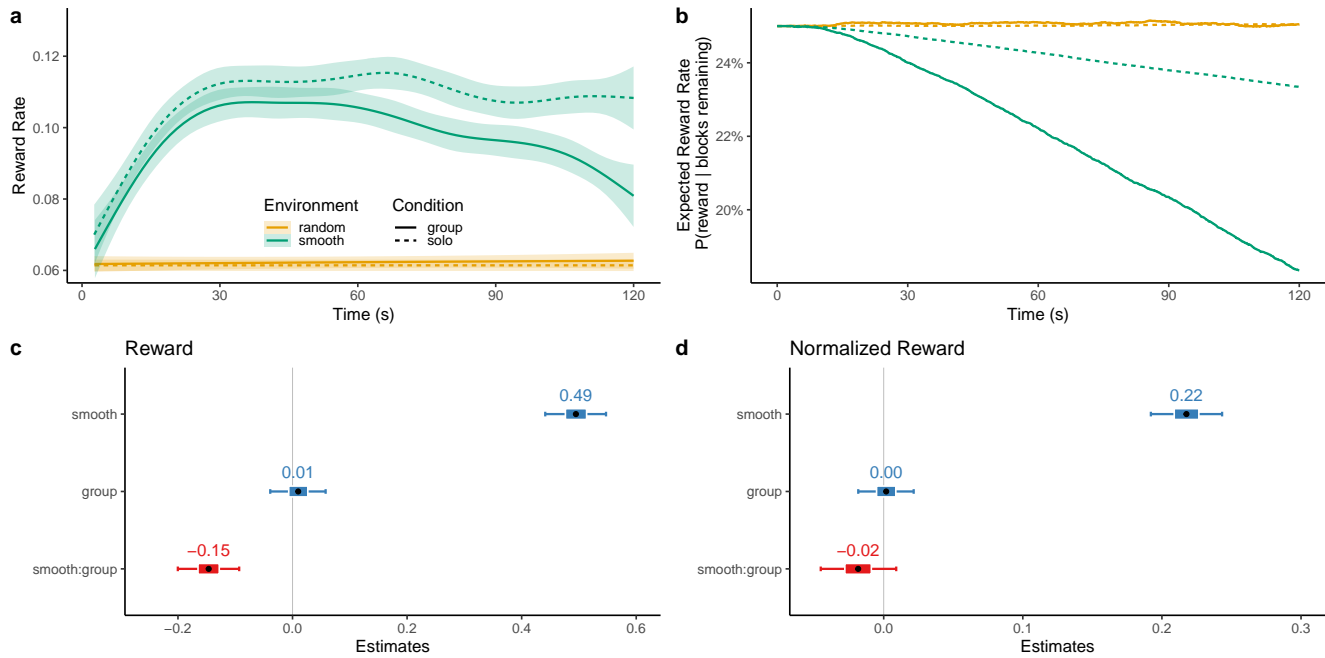 a
Reward Rate
0.12
0.10
0.08
0.06
Environment
random
smooth
Condition
group
solo
0
30
60
90
120
Time (s)
b
Expected Reward Rate
P(reward | blocks remaining)
24%
22%
20%
0
30
60
90
120
Time (s)
c
Reward
smooth
group
smooth:group
0.49
0.01
−0.15
−0.2
0.0
0.2
0.4
0.6
Estimates
d
Normalized Reward
smooth
group
smooth:group
0.22
0.00
−0.02
0.0
0.1
0.2
0.3
Estimates